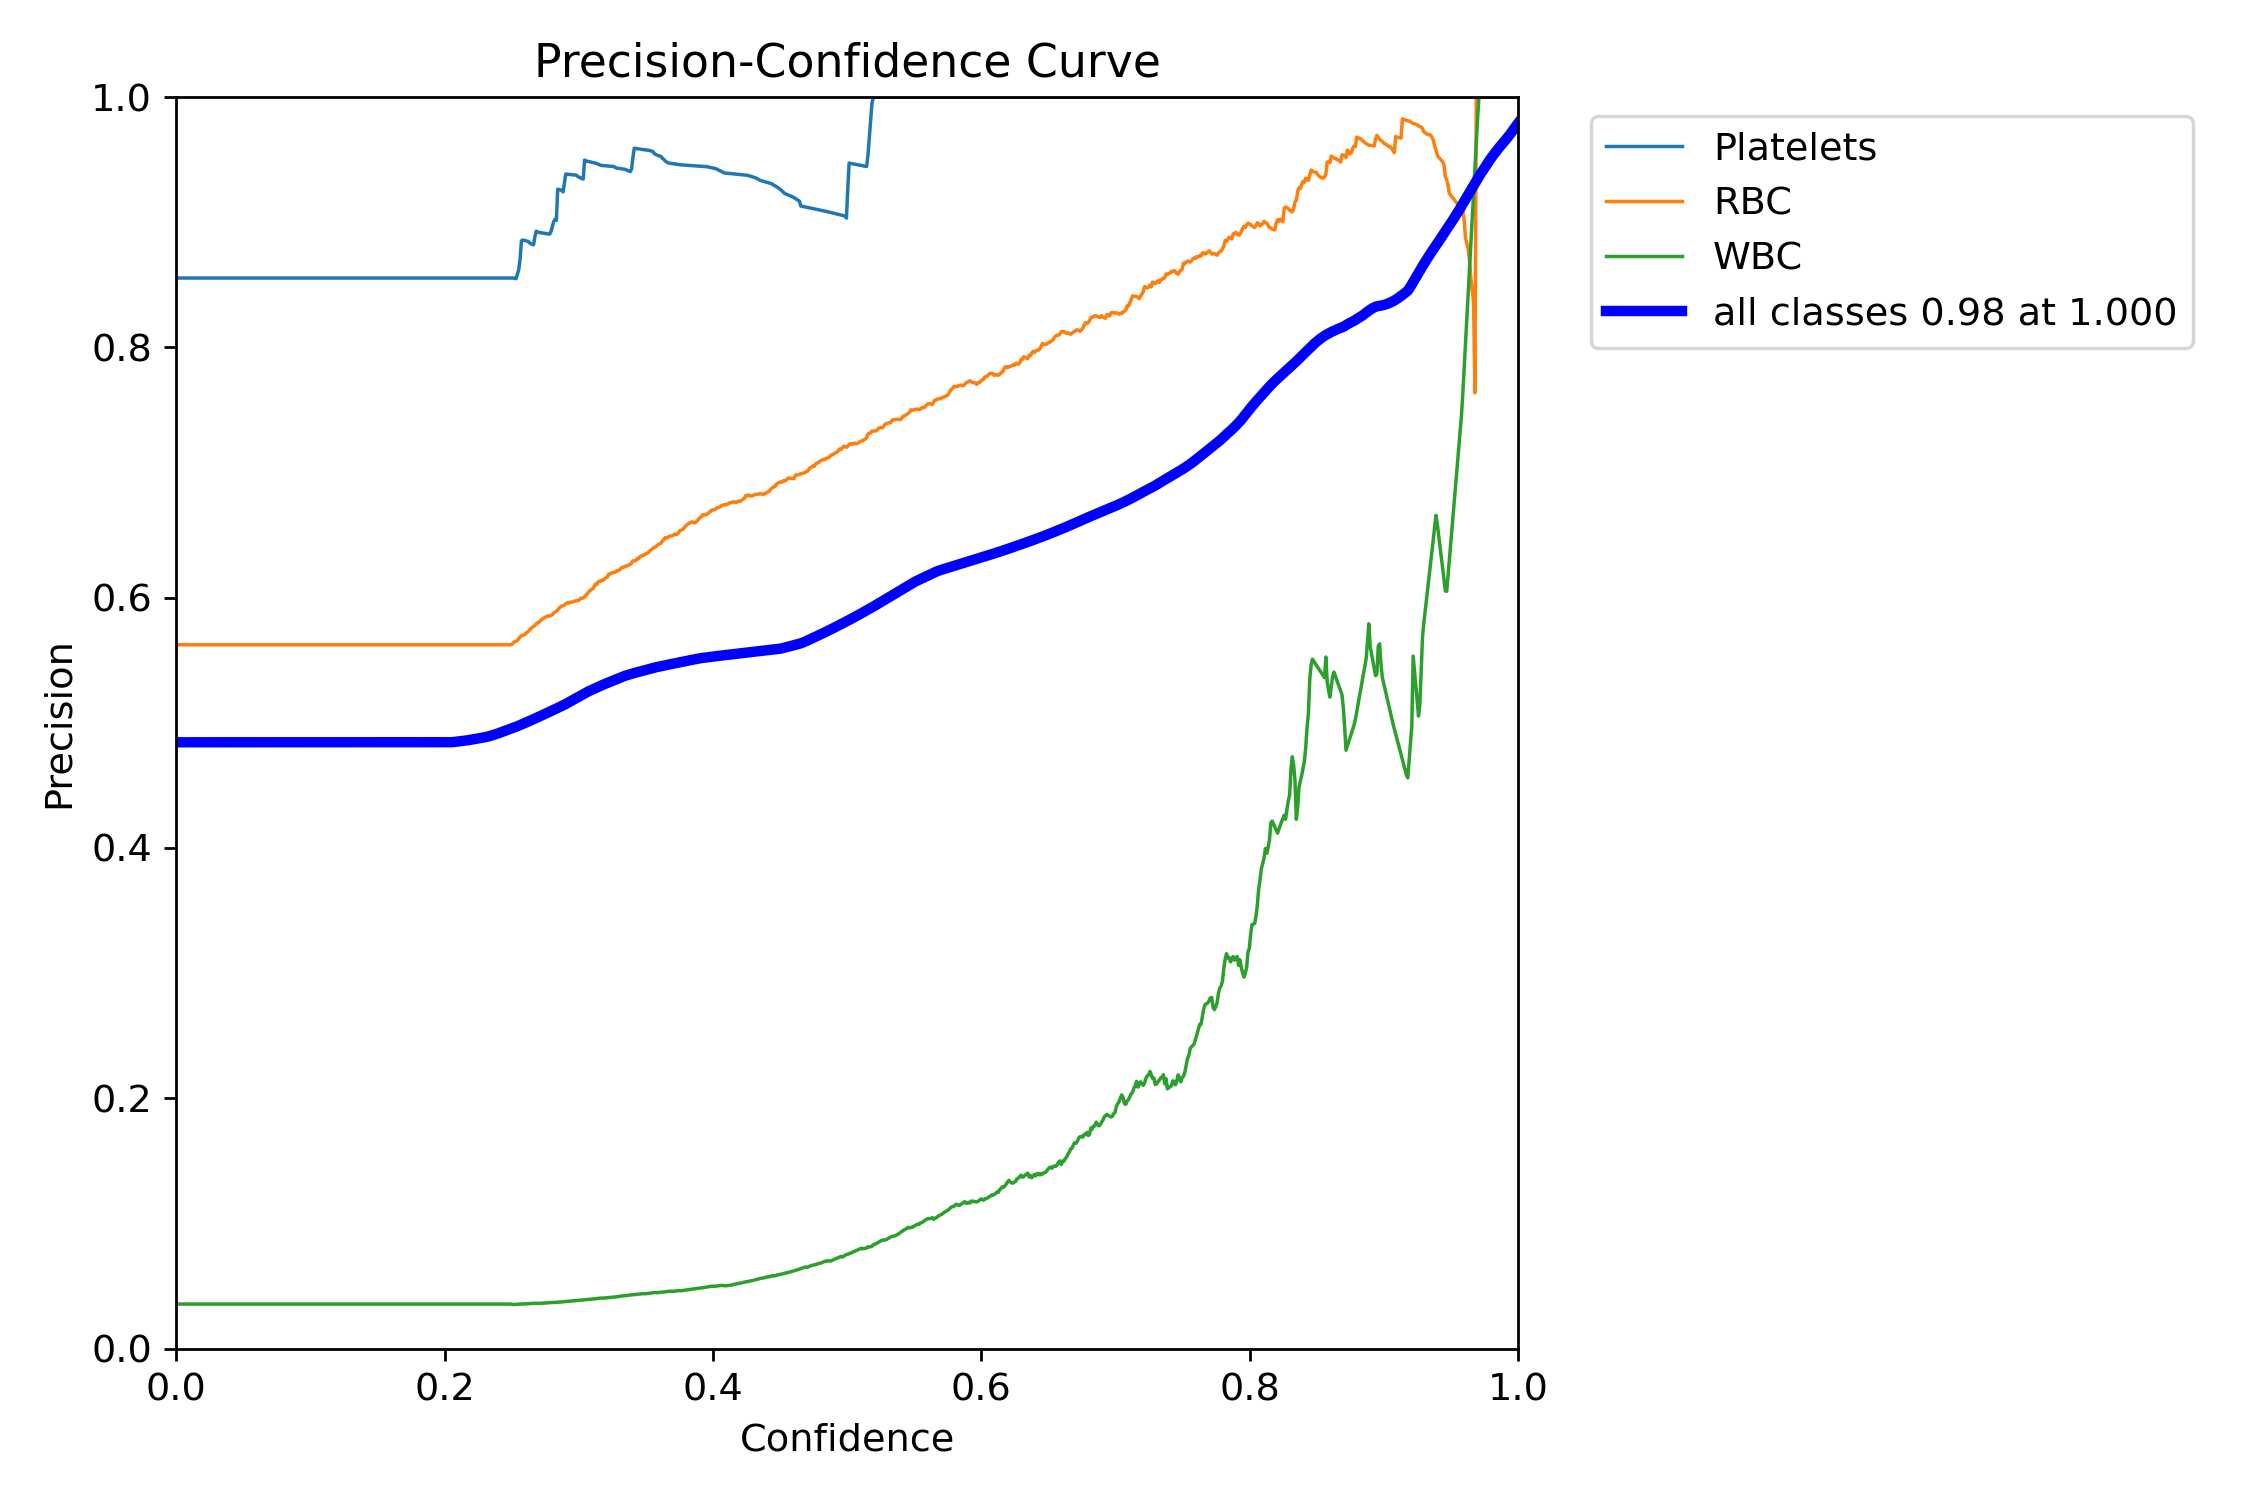 Precision-Confidence Curve
1.0
0.8
0.6
0.4
0.2
0.0
Precision
0.0 0.2 0.4 0.6 0.8 1.0
Confidence
Platelets
RBC
WBC
all classes 0.98 at 1.000